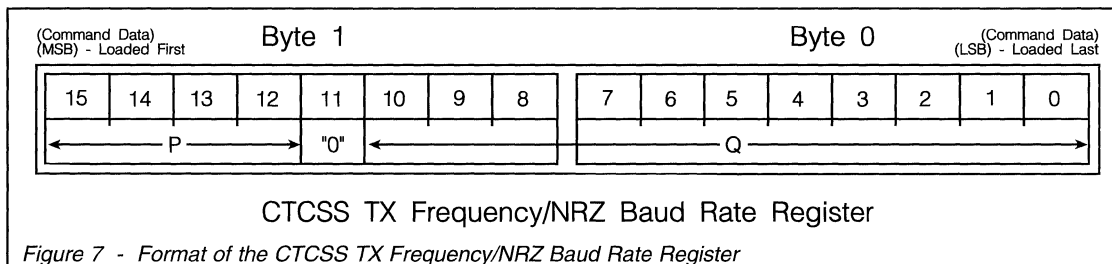 (Command Data)
(MSB) - Loaded First
Byte 1
Byte 0
(Command Data)
(LSB) - Loaded Last
15 14 13 12 11 10 9 8 7 6 5 4 3 2 1 0
P "0" Q
CTCSS TX Frequency/NRZ Baud Rate Register
Figure 7 - Format of the CTCSS TX Frequency/NRZ Baud Rate Register